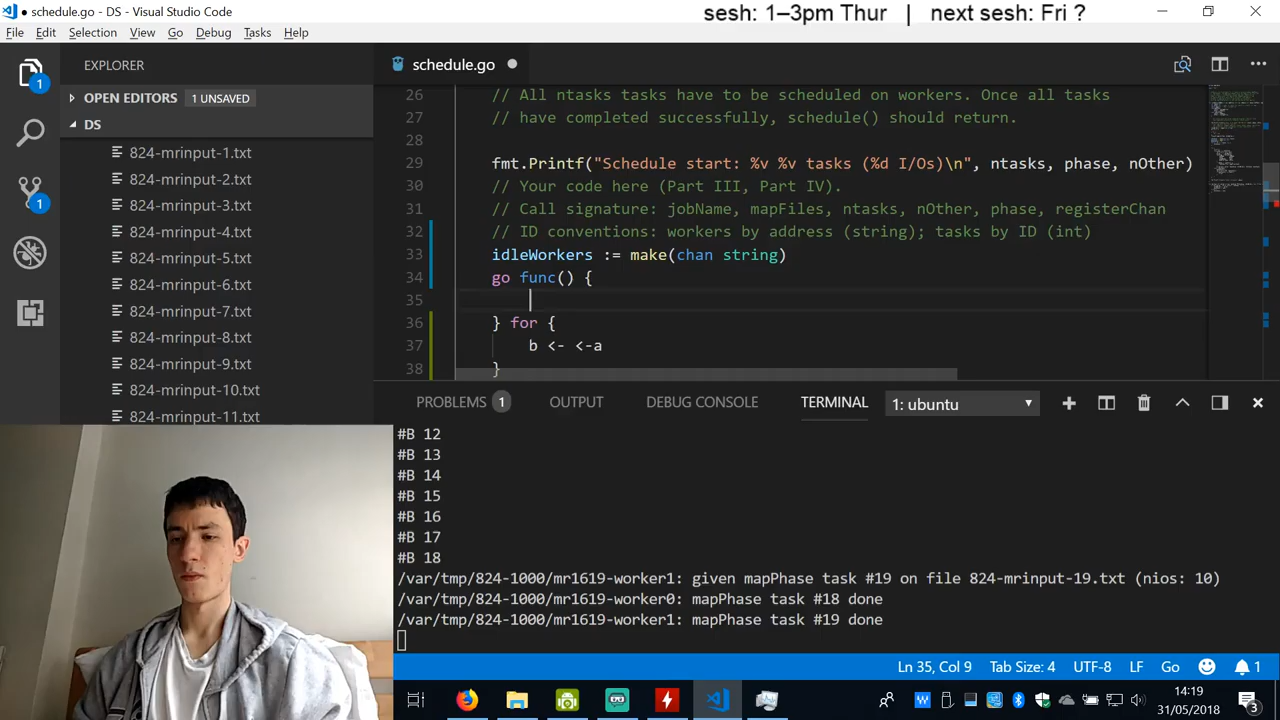 schedule.go - DS - Visual Studio Code
sesh: 1–3pm Thur | next sesh: Fri ?
File Edit Selection View Go Debug Tasks Help
EXPLORER
schedule.go
OPEN EDITORS 1 UNSAVED
DS
824-mrinput-1.txt
824-mrinput-2.txt
824-mrinput-3.txt
824-mrinput-4.txt
824-mrinput-5.txt
824-mrinput-6.txt
824-mrinput-7.txt
824-mrinput-8.txt
824-mrinput-9.txt
824-mrinput-10.txt
824-mrinput-11.txt
1
1
26 // All ntasks tasks have to be scheduled on workers. Once all tasks
27 // have completed successfully, schedule() should return.
28
29 fmt.Printf("Schedule start: %v %v tasks (%d I/Os)\n", ntasks, phase, nOther)
30 // Your code here (Part III, Part IV).
31 // Call signature: jobName, mapFiles, ntasks, nOther, phase, registerChan
32 // ID conventions: workers by address (string); tasks by ID (int)
33 idleWorkers := make(chan string)
34 go func() {
35
36 } for {
37 b <- <-a
38 }
PROBLEMS 1 OUTPUT DEBUG CONSOLE TERMINAL 1: ubuntu
#B 12
#B 13
#B 14
#B 15
#B 16
#B 17
#B 18
/var/tmp/824-1000/mr1619-worker1: given mapPhase task #19 on file 824-mrinput-19.txt (nios: 10)
/var/tmp/824-1000/mr1619-worker0: mapPhase task #18 done
/var/tmp/824-1000/mr1619-worker1: mapPhase task #19 done
Ln 35, Col 9 Tab Size: 4 UTF-8 LF Go 1
14:19
31/05/2018
3